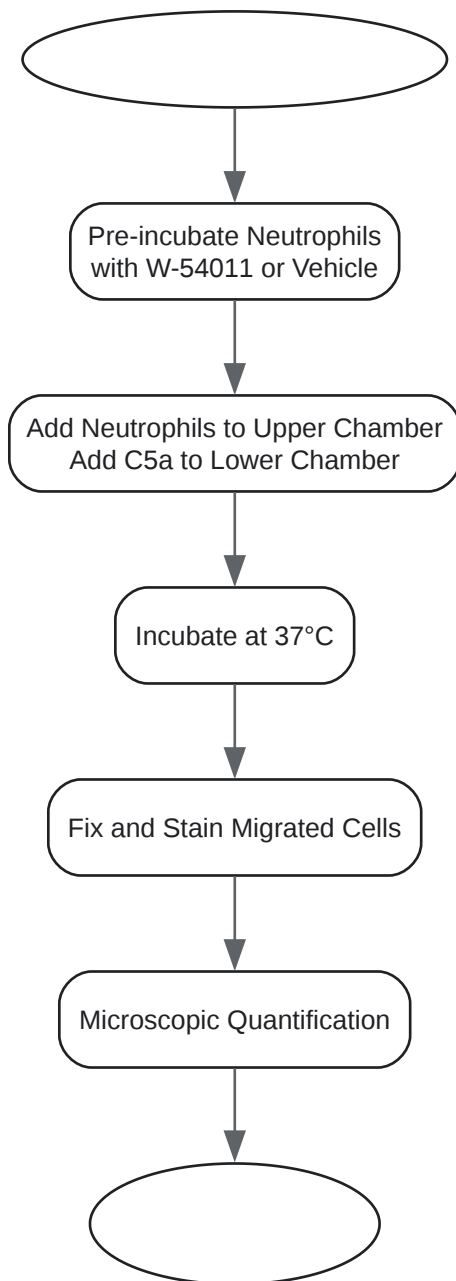 Pre-incubate Neutrophils
with W-54011 or Vehicle
Add Neutrophils to Upper Chamber
Add C5a to Lower Chamber
Incubate at 37°C
Fix and Stain Migrated Cells
Microscopic Quantification